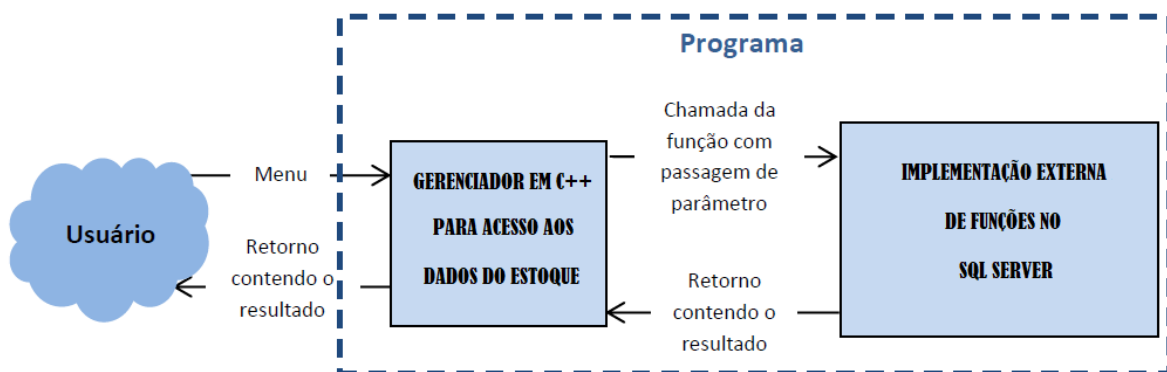 Programa
Usuário
Menu
Retorno
contendo o
resultado
GERENCIADOR EM C++
PARA ACESSO AOS
DADOS DO ESTOQUE
Chamada da
função com
passagem de
parâmetro
Retorno
contendo o
resultado
IMPLEMENTAÇÃO EXTERNA
DE FUNÇÕES NO
SQL SERVER